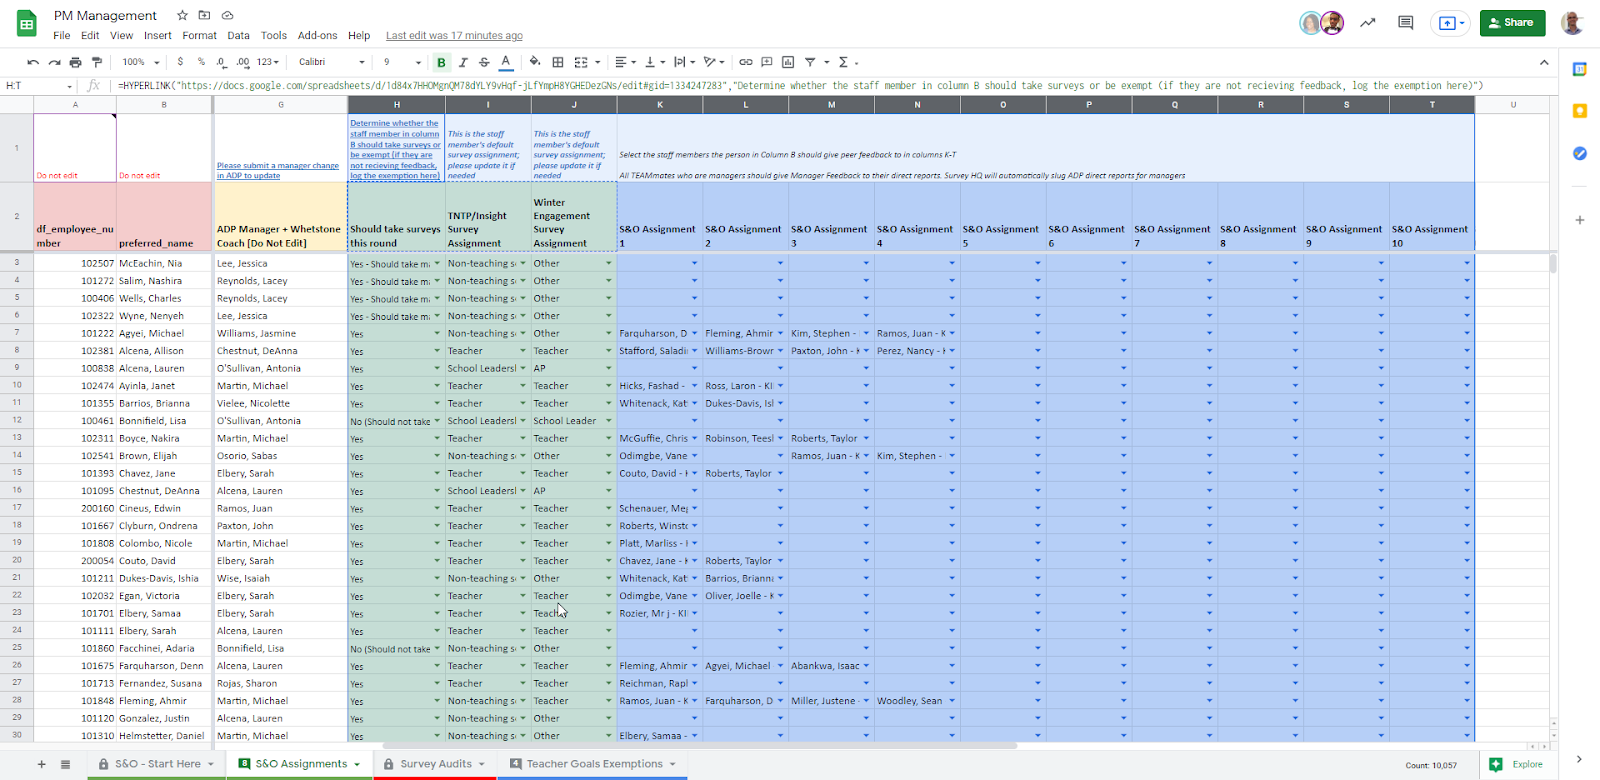 PM Management
File Edit View Insert Format Data Tools Add-ons Help Last edit was 17 minutes ago
Share
100% $ % .0 .00 123 Calibri 9 B I S A
H:T fx =HYPERLINK("https://docs.google.com/spreadsheets/d/1d84x7HHOMgnQM78dYLY9vHqf-jLfYmpH8YGHEDezGNs/edit#gid=1334247283","Determine whether the staff member in column B should take surveys or be exempt (if they are not recieving feedback, log the exemption here)")
A B G H I J K L M N O P Q R S T U
1
Do not edit
Do not edit
Please submit a manager change
in ADP to update
Determine whether the
staff member in column
B should take surveys or
be exempt (if they are
not recieving feedback,
log the exemption here)
This is the staff
member's default
survey assignment;
please update it if
needed
This is the staff
member's default
survey assignment;
please update it if
needed
Select the staff members the person in Column B should give peer feedback to in columns K-T
All TEAMmates who are managers should give Manager Feedback to their direct reports. Survey HQ will automatically slug ADP direct reports for managers
2
df_employee_nu
mber
preferred_name
ADP Manager + Whetstone
Coach [Do Not Edit]
Should take surveys
this round
TNTP/Insight
Survey
Assignment
Winter
Engagement
Survey
Assignment
S&O Assignment
1
S&O Assignment
2
S&O Assignment
3
S&O Assignment
4
S&O Assignment
5
S&O Assignment
6
S&O Assignment
7
S&O Assignment
8
S&O Assignment
9
S&O Assignment
10
3 102507 McEachin, Nia Lee, Jessica Yes - Should take m Non-teaching s Other
4 101272 Salim, Nashira Reynolds, Lacey Yes - Should take m Non-teaching s Other
5 100406 Wells, Charles Reynolds, Lacey Yes - Should take m Non-teaching s Other
6 102322 Wyne, Nenyeh Lee, Jessica Yes - Should take m Non-teaching s Other
7 101222 Agyei, Michael Williams, Jasmine Yes Non-teaching s Other Farquharson, D Fleming, Ahmir Kim, Stephen - Ramos, Juan - K
8 102381 Alcena, Allison Chestnut, DeAnna Yes Teacher Teacher Stafford, Saladi Williams-Brown Paxton, John - K Perez, Nancy -
9 100838 Alcena, Lauren O'Sullivan, Antonia Yes School Leadersl AP
10 102474 Ayinla, Janet Martin, Michael Yes Teacher Teacher Hicks, Fashad - Ross, Laron - KI
11 101355 Barrios, Brianna Vielee, Nicolette Yes Teacher Teacher Whitenack, Kat Dukes-Davis, Isl
12 100461 Bonnifield, Lisa O'Sullivan, Antonia No (Should not take School Leadersl School Leader
13 102311 Boyce, Nakira Martin, Michael Yes Teacher Teacher McGuffie, Chris Robinson, Teesl Roberts, Taylor
14 102541 Brown, Elijah Osorio, Sabas Yes Non-teaching s Other Odimgbe, Vane Ramos, Juan - K Kim, Stephen -
15 101393 Chavez, Jane Elbery, Sarah Yes Teacher Teacher Couto, David - K Roberts, Taylor
16 101095 Chestnut, DeAnna Alcena, Lauren Yes School Leadersl AP
17 200160 Cineus, Edwin Ramos, Juan Yes Teacher Teacher Schenauer, Meg
18 101667 Clyburn, Ondrena Paxton, John Yes Teacher Teacher Roberts, Winsto
19 101808 Colombo, Nicole Martin, Michael Yes Teacher Teacher Platt, Marliss -
20 200054 Couto, David Elbery, Sarah Yes Teacher Teacher Chavez, Jane - K Roberts, Taylor
21 101211 Dukes-Davis, Ishia Wise, Isaiah Yes Non-teaching s Other Whitenack, Kat Barrios, Brianna
22 102032 Egan, Victoria Elbery, Sarah Yes Teacher Teacher Odimgbe, Vane Oliver, Joelle - K
23 101701 Elbery, Samaa Elbery, Sarah Yes Teacher Teacher Rozier, Mr j - KI
24 101111 Elbery, Sarah Alcena, Lauren Yes Teacher Teacher
25 101860 Facchinei, Adaria Bonnifield, Lisa No (Should not take Non-teaching s Other
26 101675 Farquharson, Denn Alcena, Lauren Yes Teacher Teacher Fleming, Ahmir Agyei, Michael Abankwa, Isaac
27 101713 Fernandez, Susana Rojas, Sharon Yes Teacher Teacher Reichman, Rapl
28 101848 Fleming, Ahmir Martin, Michael Yes Non-teaching s Teacher Ramos, Juan - K Farquharson, D Miller, Justene Woodley, Sean
29 101120 Gonzalez, Justin Alcena, Lauren Yes Non-teaching s Other
30 101310 Helmstetter, Daniel Martin, Michael Yes Non-teaching s Other Elbery, Samaa -
S&O - Start Here 8 S&O Assignments Survey Audits 4 Teacher Goals Exemptions Count: 10,057 Explore